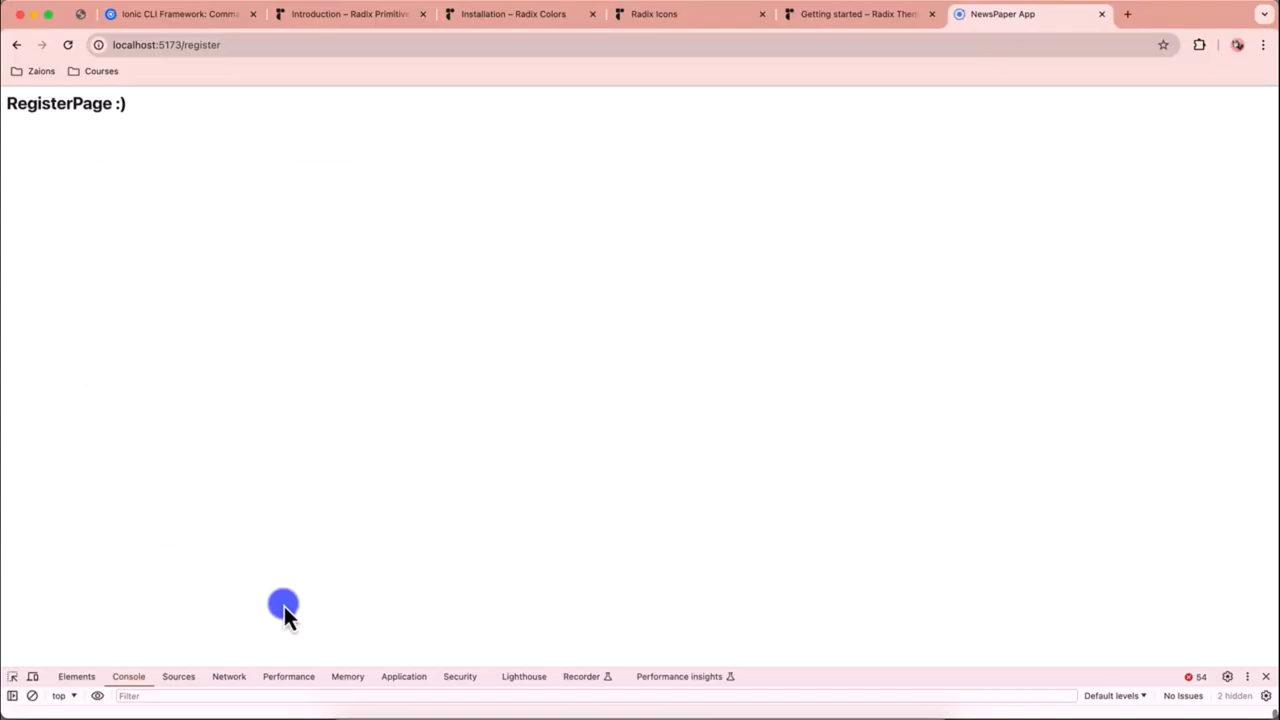 Ionic CLI Framework: Comma
Introduction – Radix Primitive
Installation – Radix Colors
Radix Icons
Getting started – Radix Them
NewsPaper App
localhost:5173/register
Zaions
Courses
RegisterPage :)
Elements
Console
Sources
Network
Performance
Memory
Application
Security
Lighthouse
Recorder
Performance insights
54
top
Filter
Default levels
No Issues
2 hidden